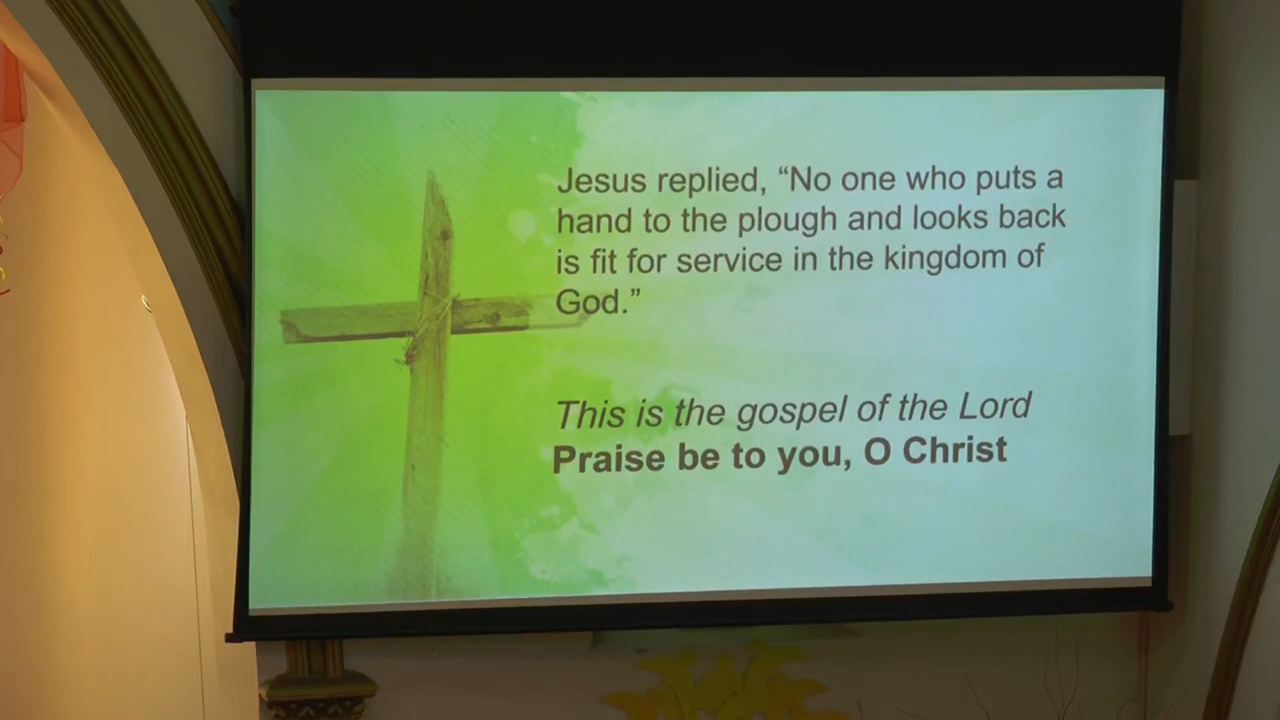 Jesus replied, “No one who puts a
hand to the plough and looks back
is fit for service in the kingdom of
God.”
This is the gospel of the Lord
Praise be to you, O Christ